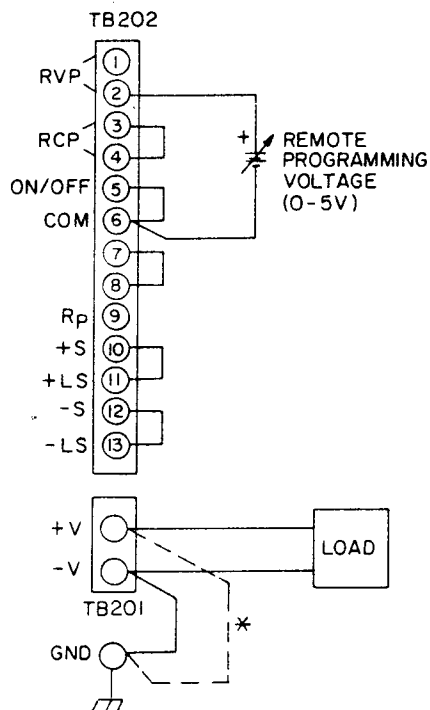 TB202
RVP
1
2
RCP
3
4
ON/OFF
5
COM
6
7
8
RP
9
+S
10
+LS
11
-S
12
-LS
13
+
REMOTE
PROGRAMMING
VOLTAGE
(0-5V)
+V
-V
TB201
LOAD
*
GND